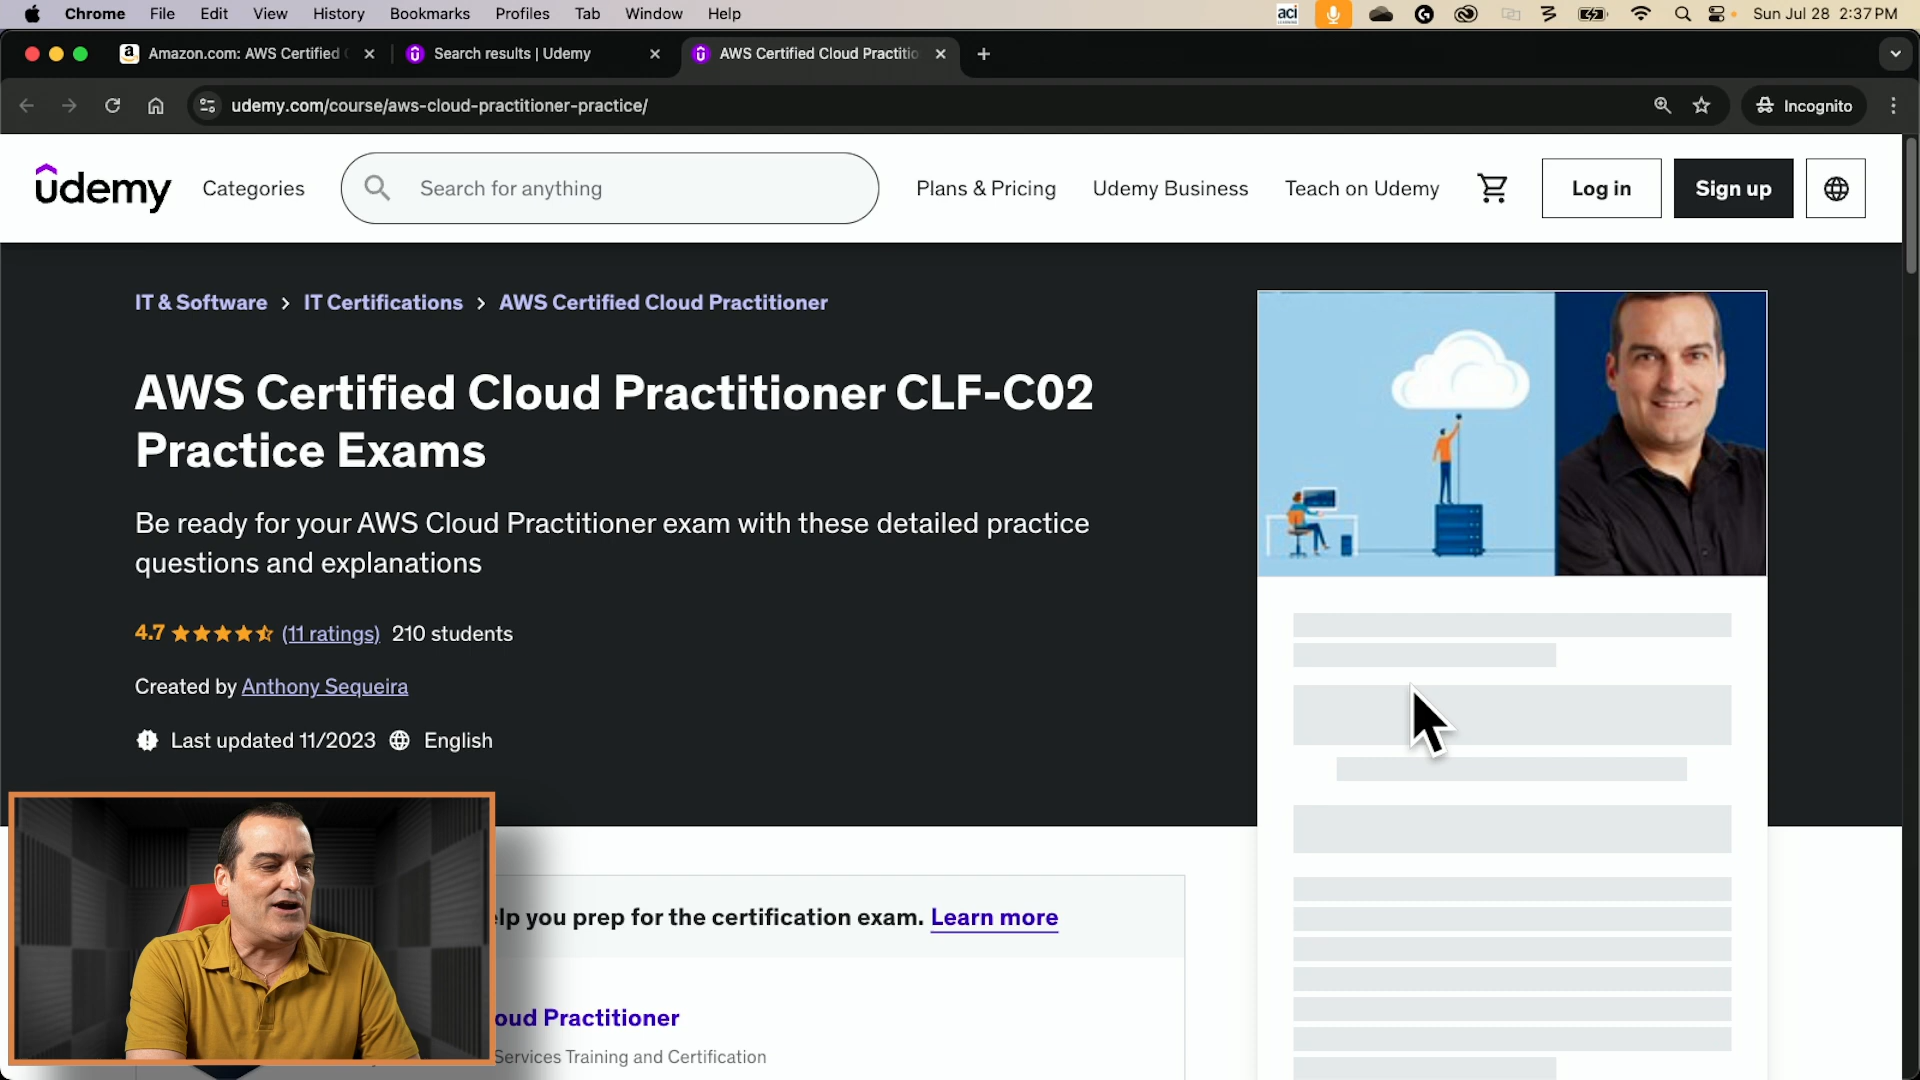 Chrome File Edit View History Bookmarks Profiles Tab Window Help
aci
Sun Jul 28 2:37 PM
Amazon.com: AWS Certified
Search results | Udemy
AWS Certified Cloud Practitio
udemy.com/course/aws-cloud-practitioner-practice/
Incognito
udemy
Categories
Search for anything
Plans & Pricing
Udemy Business
Teach on Udemy
Log in
Sign up
IT & Software > IT Certifications > AWS Certified Cloud Practitioner
AWS Certified Cloud Practitioner CLF-C02
Practice Exams
Be ready for your AWS Cloud Practitioner exam with these detailed practice
questions and explanations
4.7 (11 ratings) 210 students
Created by Anthony Sequeira
Last updated 11/2023 English
lp you prep for the certification exam. Learn more
oud Practitioner
Services Training and Certification